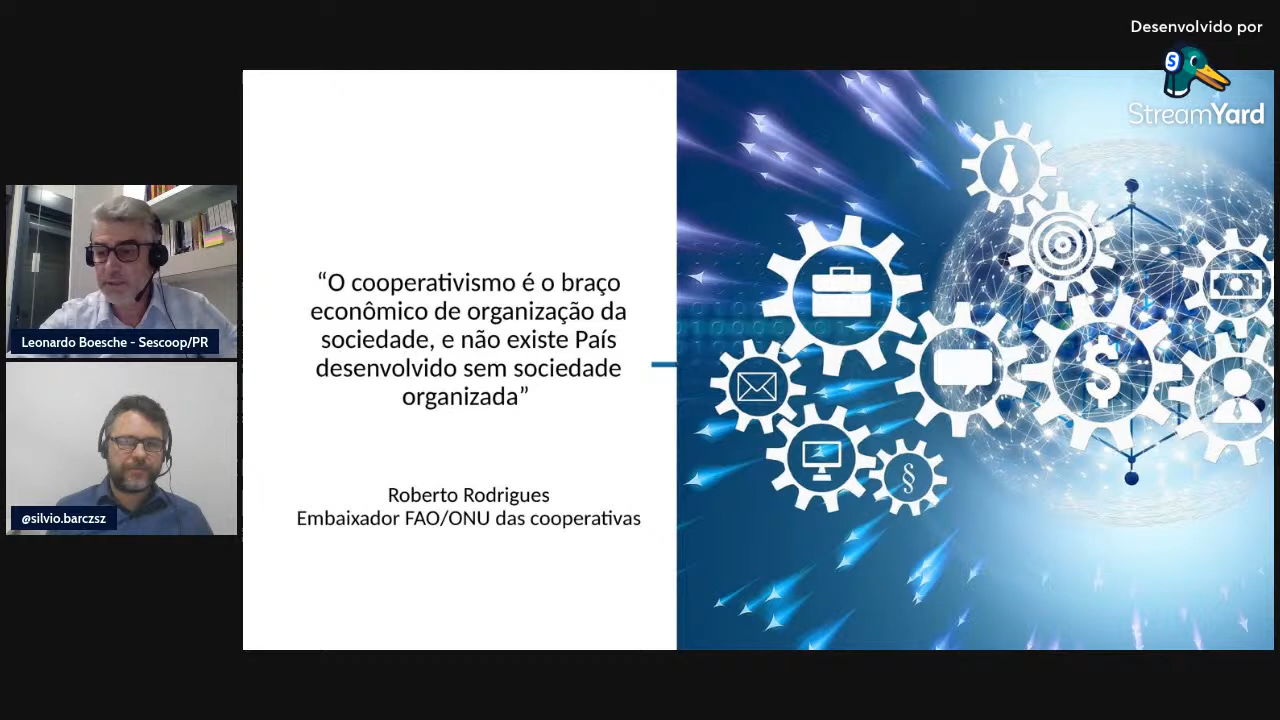 Desenvolvido por
StreamYard
“O cooperativismo é o braço
econômico de organização da
sociedade, e não existe País
desenvolvido sem sociedade
organizada”
Roberto Rodrigues
Embaixador FAO/ONU das cooperativas
Leonardo Boesche - Sescoop/PR
@silvio.barczsz
$
§
S